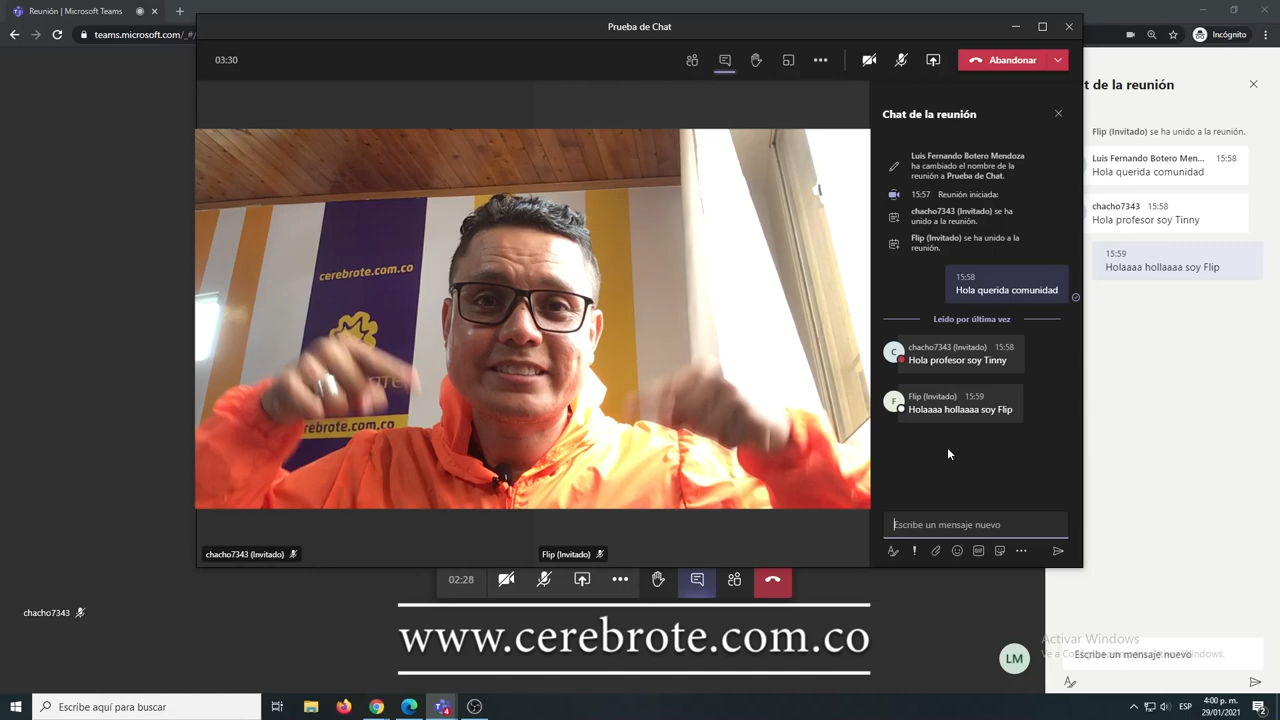 Reunión | Microsoft Teams
teams.microsoft.com/_#/
Incógnito
Prueba de Chat
03:30
Abandonar
Chat de la reunión
Luis Fernando Botero Mendoza
ha cambiado el nombre de la
reunión a Prueba de Chat.
15:57 Reunión iniciada:
chacho7343 (Invitado) se ha
unido a la reunión.
Flip (Invitado) se ha unido a la
reunión.
15:58
Hola querida comunidad
Leído por última vez
C
chacho7343 (Invitado) 15:58
Hola profesor soy Tinny
F
Flip (Invitado) 15:59
Holaaaa hollaaaa soy Flip
Escribe un mensaje nuevo
GIF
t de la reunión
Flip (Invitado) se ha unido a la reunión.
Luis Fernando Botero Men... 15:58
Hola querida comunidad
chacho7343 15:58
Hola profesor soy Tinny
15:59
Holaaaa hollaaaa soy Flip
cerebrote.com.co
rebrote.com.co
chacho7343 (Invitado)
Flip (Invitado)
02:28
chacho7343
www.cerebrote.com.co
LM
Activar Windows
Escribe un mensaje nuevo
Escribe aquí para buscar
4
ESP
4:00 p. m.
29/01/2021
2